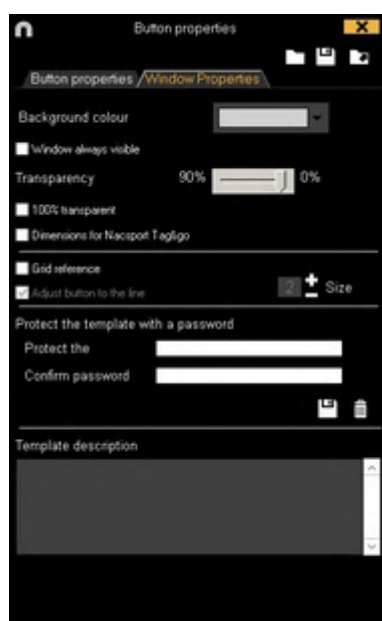 Button properties
Button properties
Window Properties
Background colour
Window always visible
Transparency 90% 0%
100% transparent
Dimensions for Nacsport Tag&go
Grid reference
Adjust button to the line 2 Size
Protect the template with a password
Protect the
Confirm password
Template description